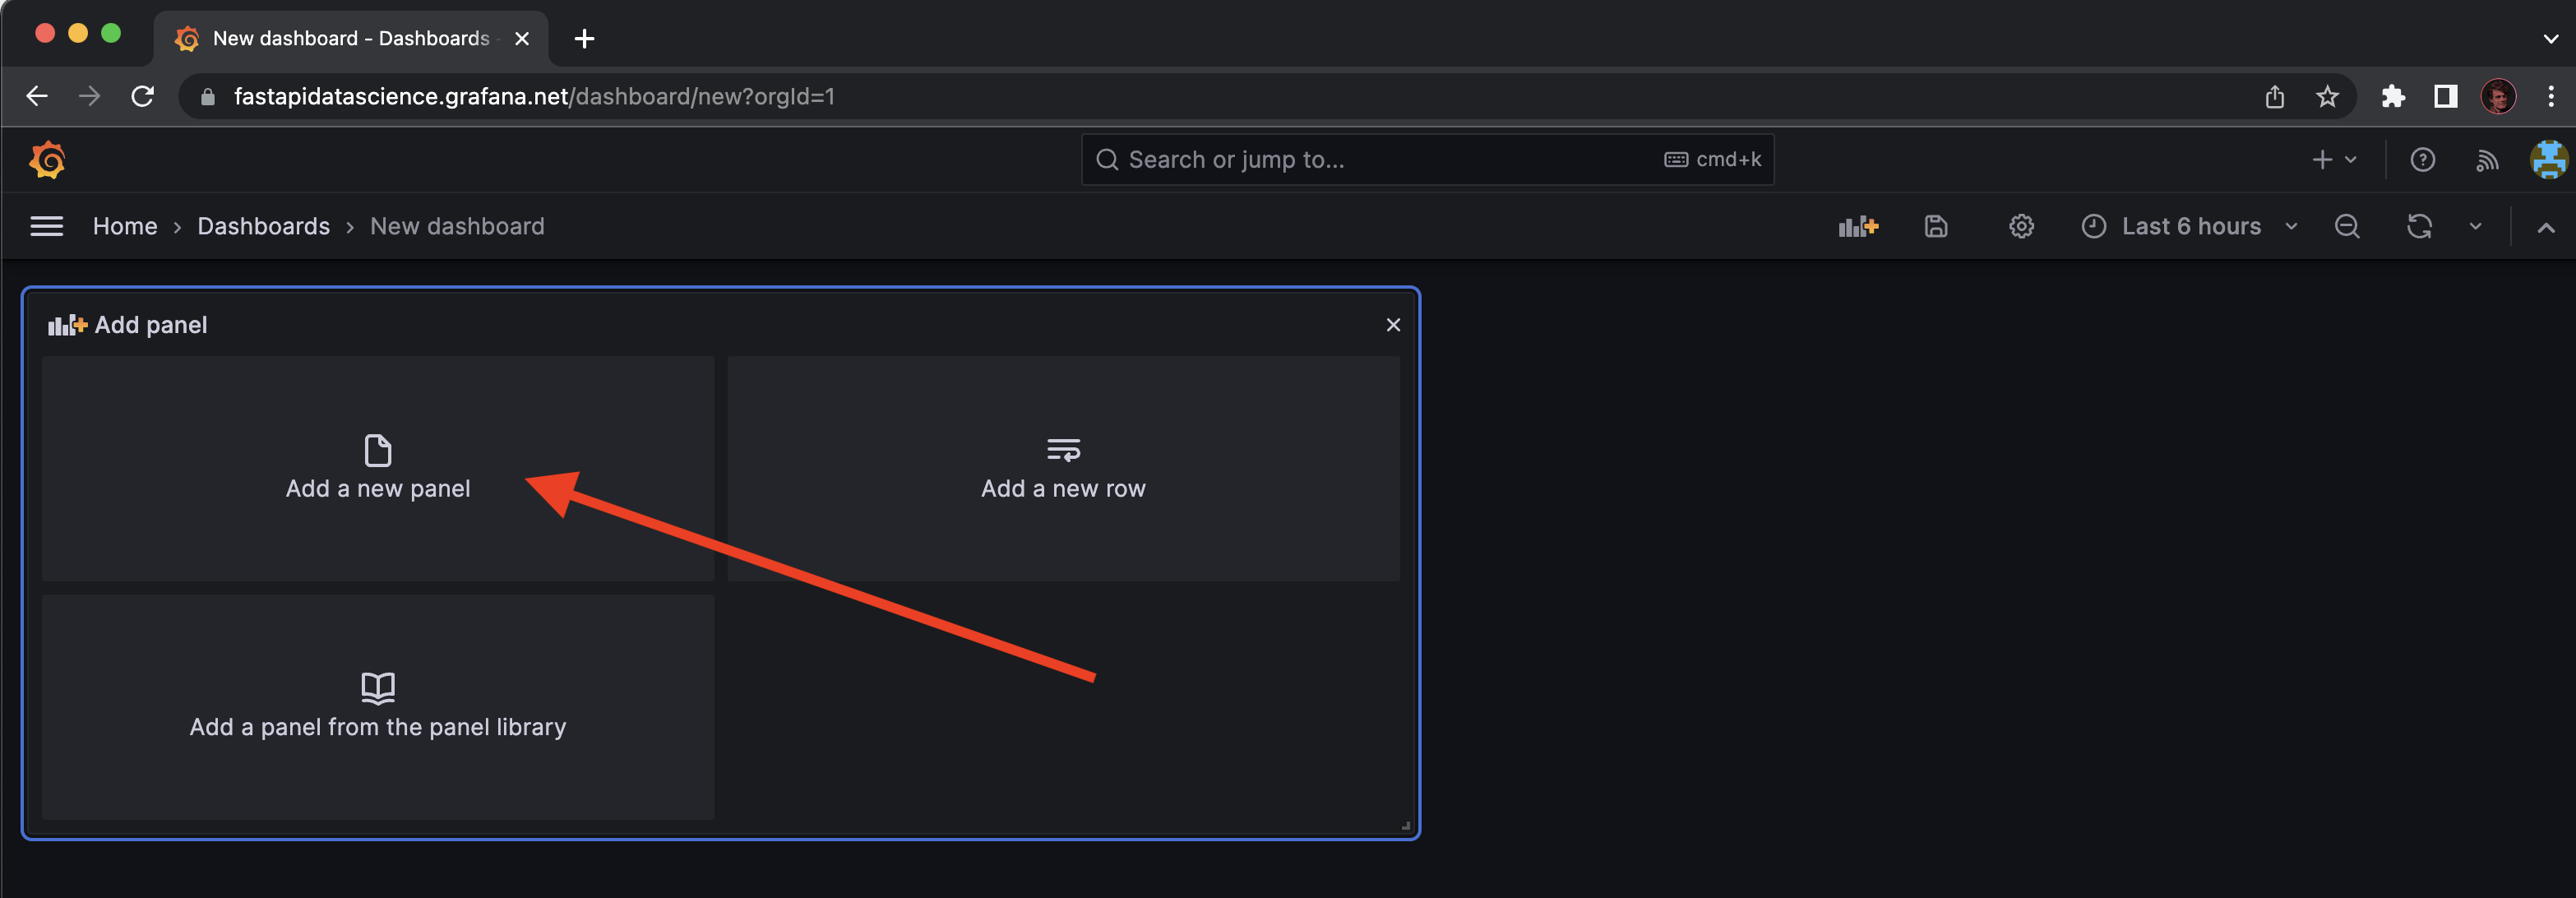 New dashboard - Dashboards -
fastapidatascience.grafana.net/dashboard/new?orgId=1
Search or jump to... cmd+k
Home › Dashboards › New dashboard
Last 6 hours
Add panel
Add a new panel
Add a new row
Add a panel from the panel library